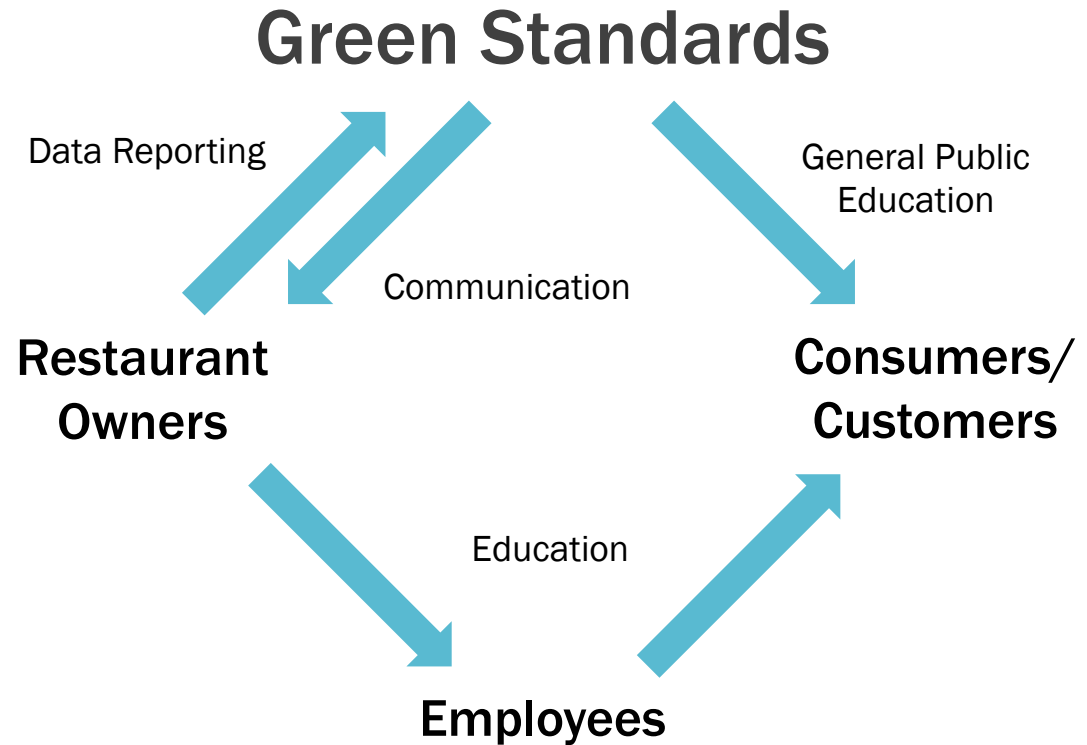 Green Standards
Data Reporting
General Public
Education
Communication
Restaurant
Owners
Consumers/
Customers
Education
Employees